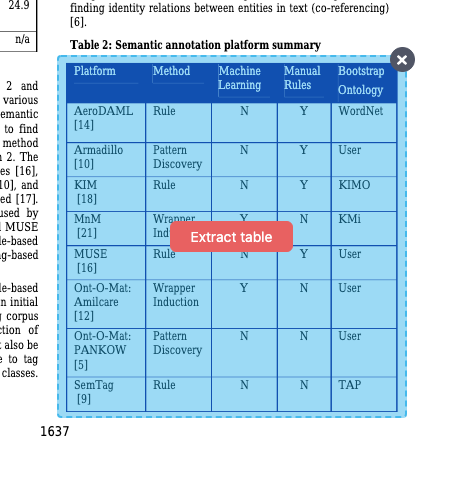 24.9
n/a
2 and
various
emantic
to find
method
n 2. The
es [16],
10], and
ed [17].
used by
d MUSE
le-based
ng-based
le-based
n initial
g corpus
ction of
t also be
e to tag
classes.
finding identity relations between entities in text (co-referencing)
[6].
Table 2: Semantic annotation platform summary
Platform Method Machine Learning Manual Rules Bootstrap Ontology
AeroDAML [14] Rule N Y WordNet
Armadillo [10] Pattern Discovery N Y User
KIM [18] Rule N Y KIMO
MnM [21] Wrapper Y N KMi
Extract table
MUSE [16] Rule N Y User
Ont-O-Mat: Amilcare [12] Wrapper Induction Y N User
Ont-O-Mat: PANKOW [5] Pattern Discovery N N User
SemTag [9] Rule N N TAP
1637